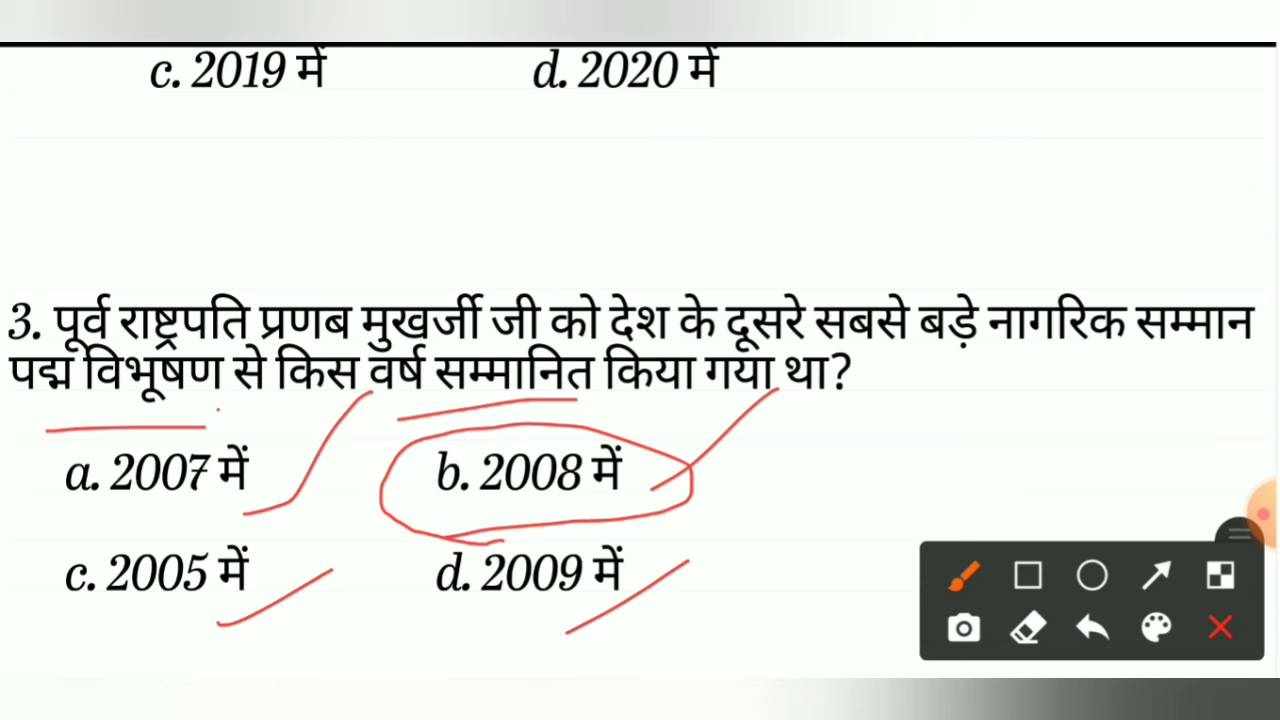 c. 2019 में d. 2020 में
3. पूर्व राष्ट्रपति प्रणब मुखर्जी जी को देश के दूसरे सबसे बड़े नागरिक सम्मान
पद्म विभूषण से किस वर्ष सम्मानित किया गया था?
a. 2007 में b. 2008 में
c. 2005 में d. 2009 में